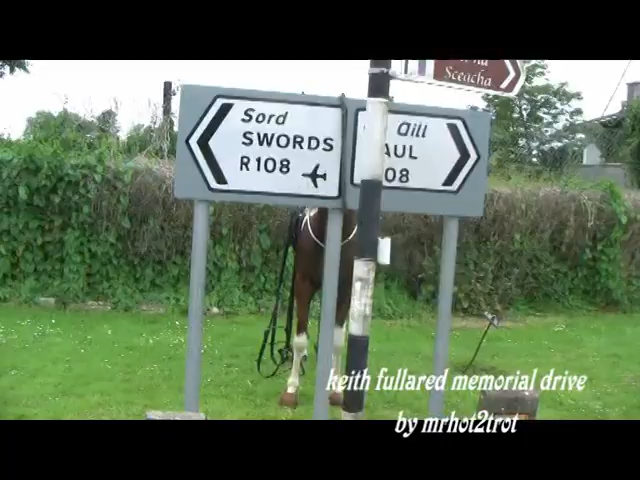 Sceacha
Sord
SWORDS
R108
Aill
AUL
08
keith fullared memorial drive
by mrhot2trot